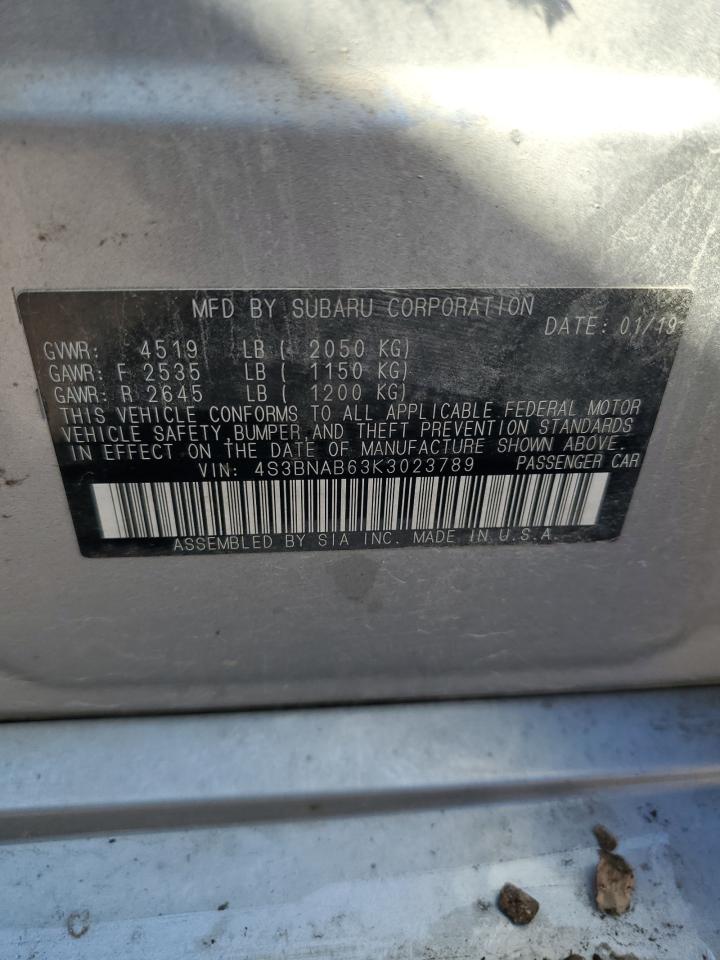 MFD BY SUBARU CORPORATION
DATE: 01/19
GVWR: 4519 LB ( 2050 KG)
GAWR: F 2535 LB ( 1150 KG)
GAWR: R 2645 LB ( 1200 KG)
THIS VEHICLE CONFORMS TO ALL APPLICABLE FEDERAL MOTOR
VEHICLE SAFETY, BUMPER, AND THEFT PREVENTION STANDARDS
IN EFFECT ON THE DATE OF MANUFACTURE SHOWN ABOVE.
VIN: 4S3BNAB63K3023789 PASSENGER CAR
ASSEMBLED BY SIA INC. MADE IN U.S.A.